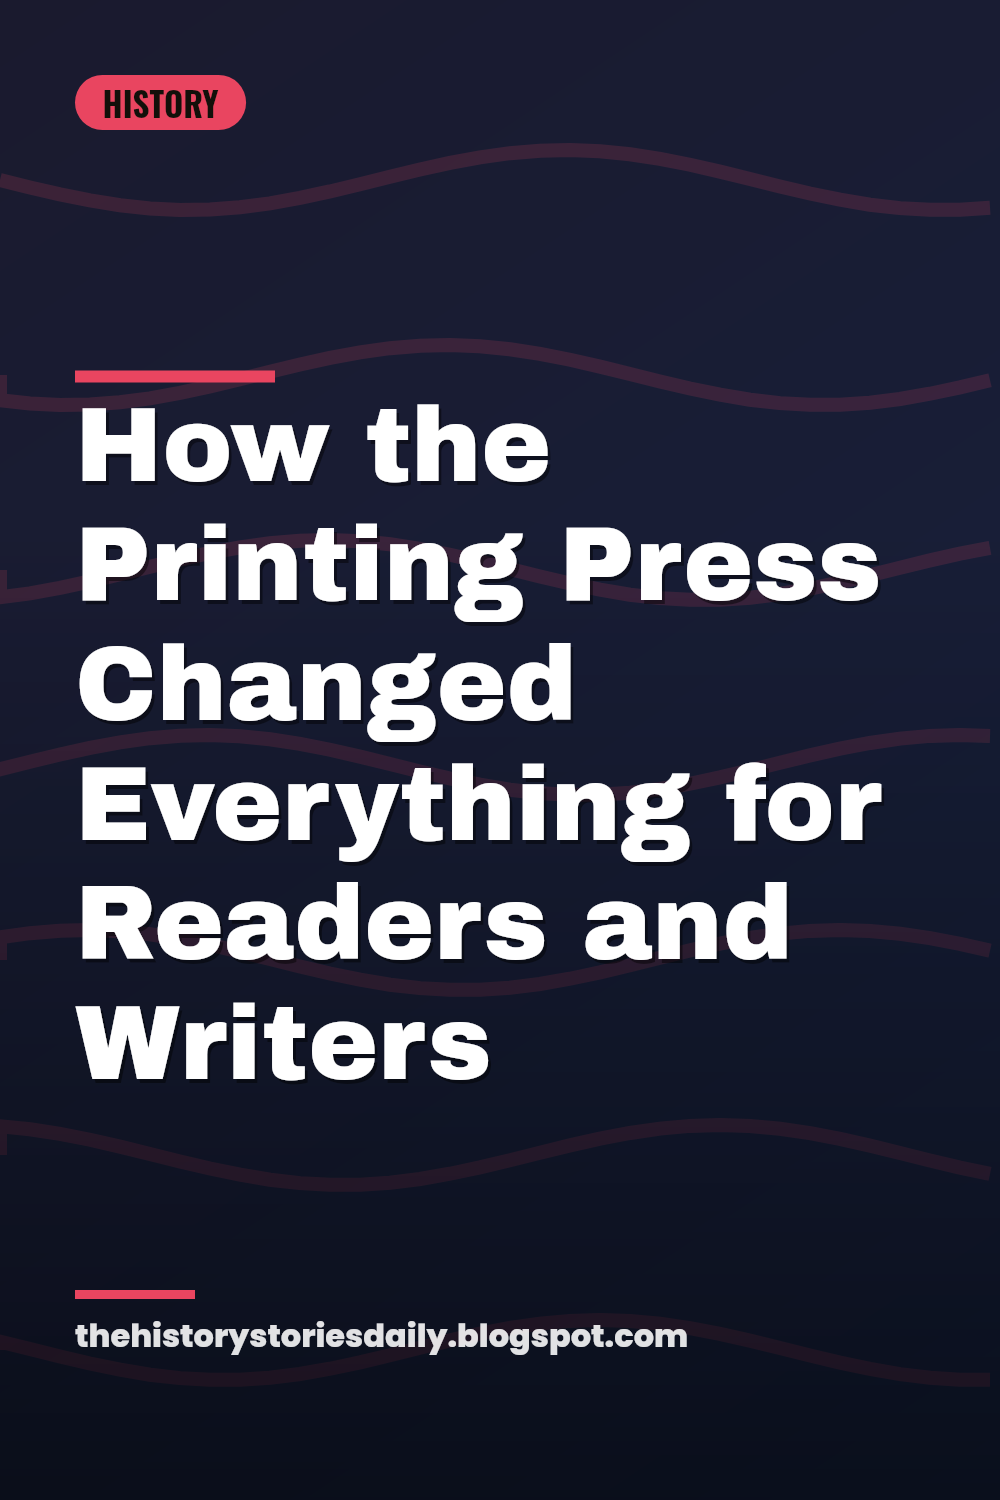 HISTORY
How the
Printing Press
Changed
Everything for
Readers and
Writers
thehistorystoriesdaily.blogspot.com